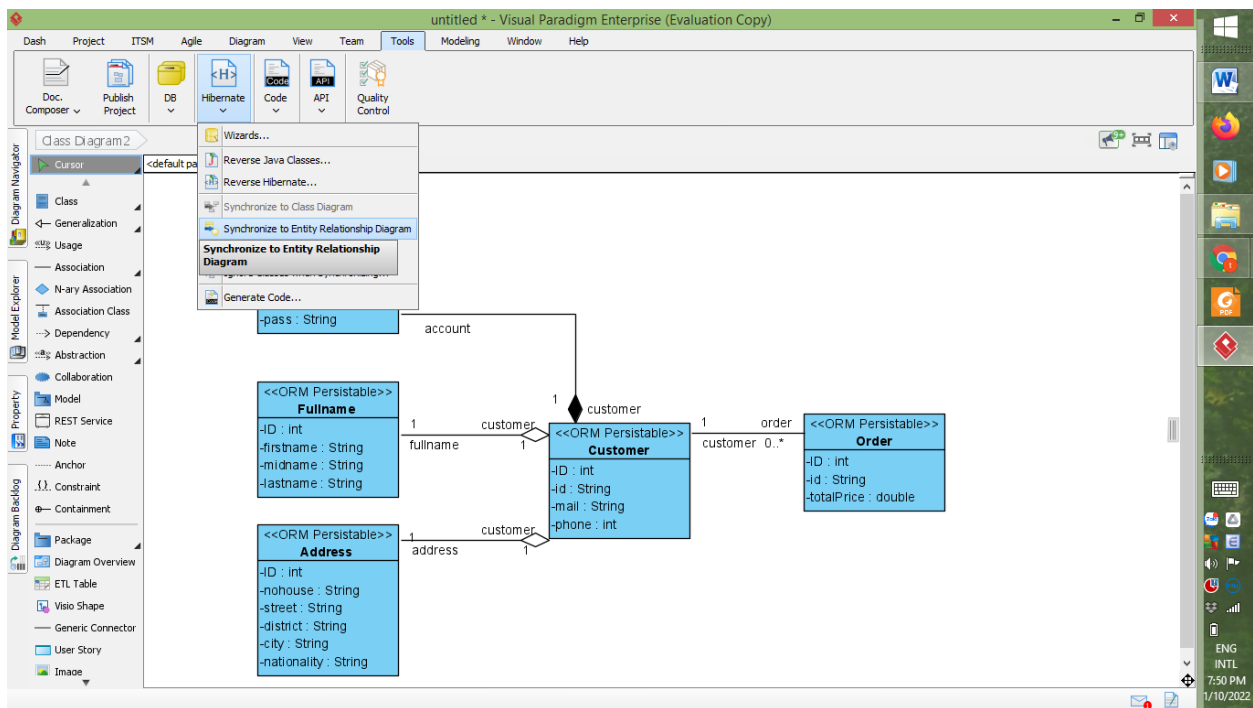 untitled * - Visual Paradigm Enterprise (Evaluation Copy)
Dash Project ITSM Agile Diagram View Team Tools Modeling Window Help
Doc. Composer
Publish Project
DB
<H>
Hibernate
Code
Code
API
API
Quality Control
Wizards...
Reverse Java Classes...
Reverse Hibernate...
Synchronize to Class Diagram
Synchronize to Entity Relationship Diagram
Synchronize to Entity Relationship
Diagram
Generate Code...
Class Diagram2
<default pa
Diagram Navigator
Model Explorer
Property
Diagram Backlog
Cursor
Class
Generalization
Usage
Association
N-ary Association
Association Class
Dependency
Abstraction
Collaboration
Model
REST Service
Note
Anchor
Constraint
Containment
Package
Diagram Overview
ETL Table
Visio Shape
Generic Connector
User Story
Image
-pass : String
account
1
customer
<<ORM Persistable>>
Fullname
-ID : int
-firstname : String
-midname : String
-lastname : String
1
fullname
customer
1
<<ORM Persistable>>
Customer
-ID : int
-id : String
-mail : String
-phone : int
1
customer
order
0..*
<<ORM Persistable>>
Order
-ID : int
-id : String
-totalPrice : double
<<ORM Persistable>>
Address
-ID : int
-nohouse : String
-street : String
-district : String
-city : String
-nationality : String
1
address
customer
1
PDF
ENG
INTL
7:50 PM
1/10/2022